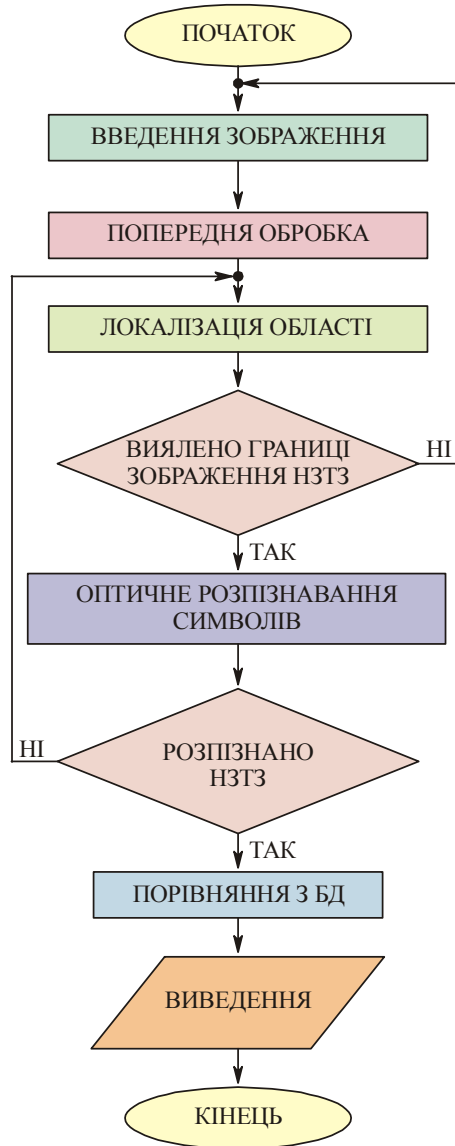 ПОЧАТОК
ВВЕДЕННЯ ЗОБРАЖЕННЯ
ПОПЕРЕДНЯ ОБРОБКА
ЛОКАЛІЗАЦІЯ ОБЛАСТІ
ВИЯЛЕНО ГРАНИЦІ
ЗОБРАЖЕННЯ НЗТЗ
НІ
ТАК
ОПТИЧНЕ РОЗПІЗНАВАННЯ
СИМВОЛІВ
НІ
РОЗПІЗНАНО
НЗТЗ
ТАК
ПОРІВНЯННЯ З БД
ВИВЕДЕННЯ
КІНЕЦЬ